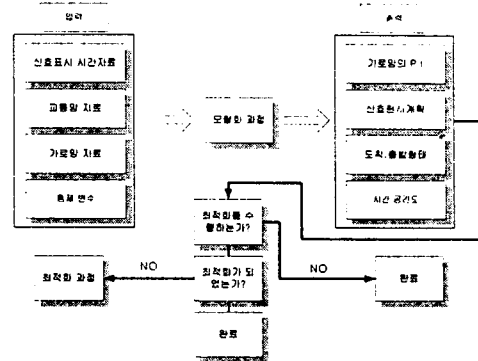 입력
출력
신호표시 시간자료
교통망 자료
가로망 자료
통제 변수
모형화 과정
가로망의 P.I
신호현시계획
도착,출발형태
시간 공간도
최적화를 수
행하는가?
최적화 과정
NO
최적화가 되
었는가?
NO
완료
완료